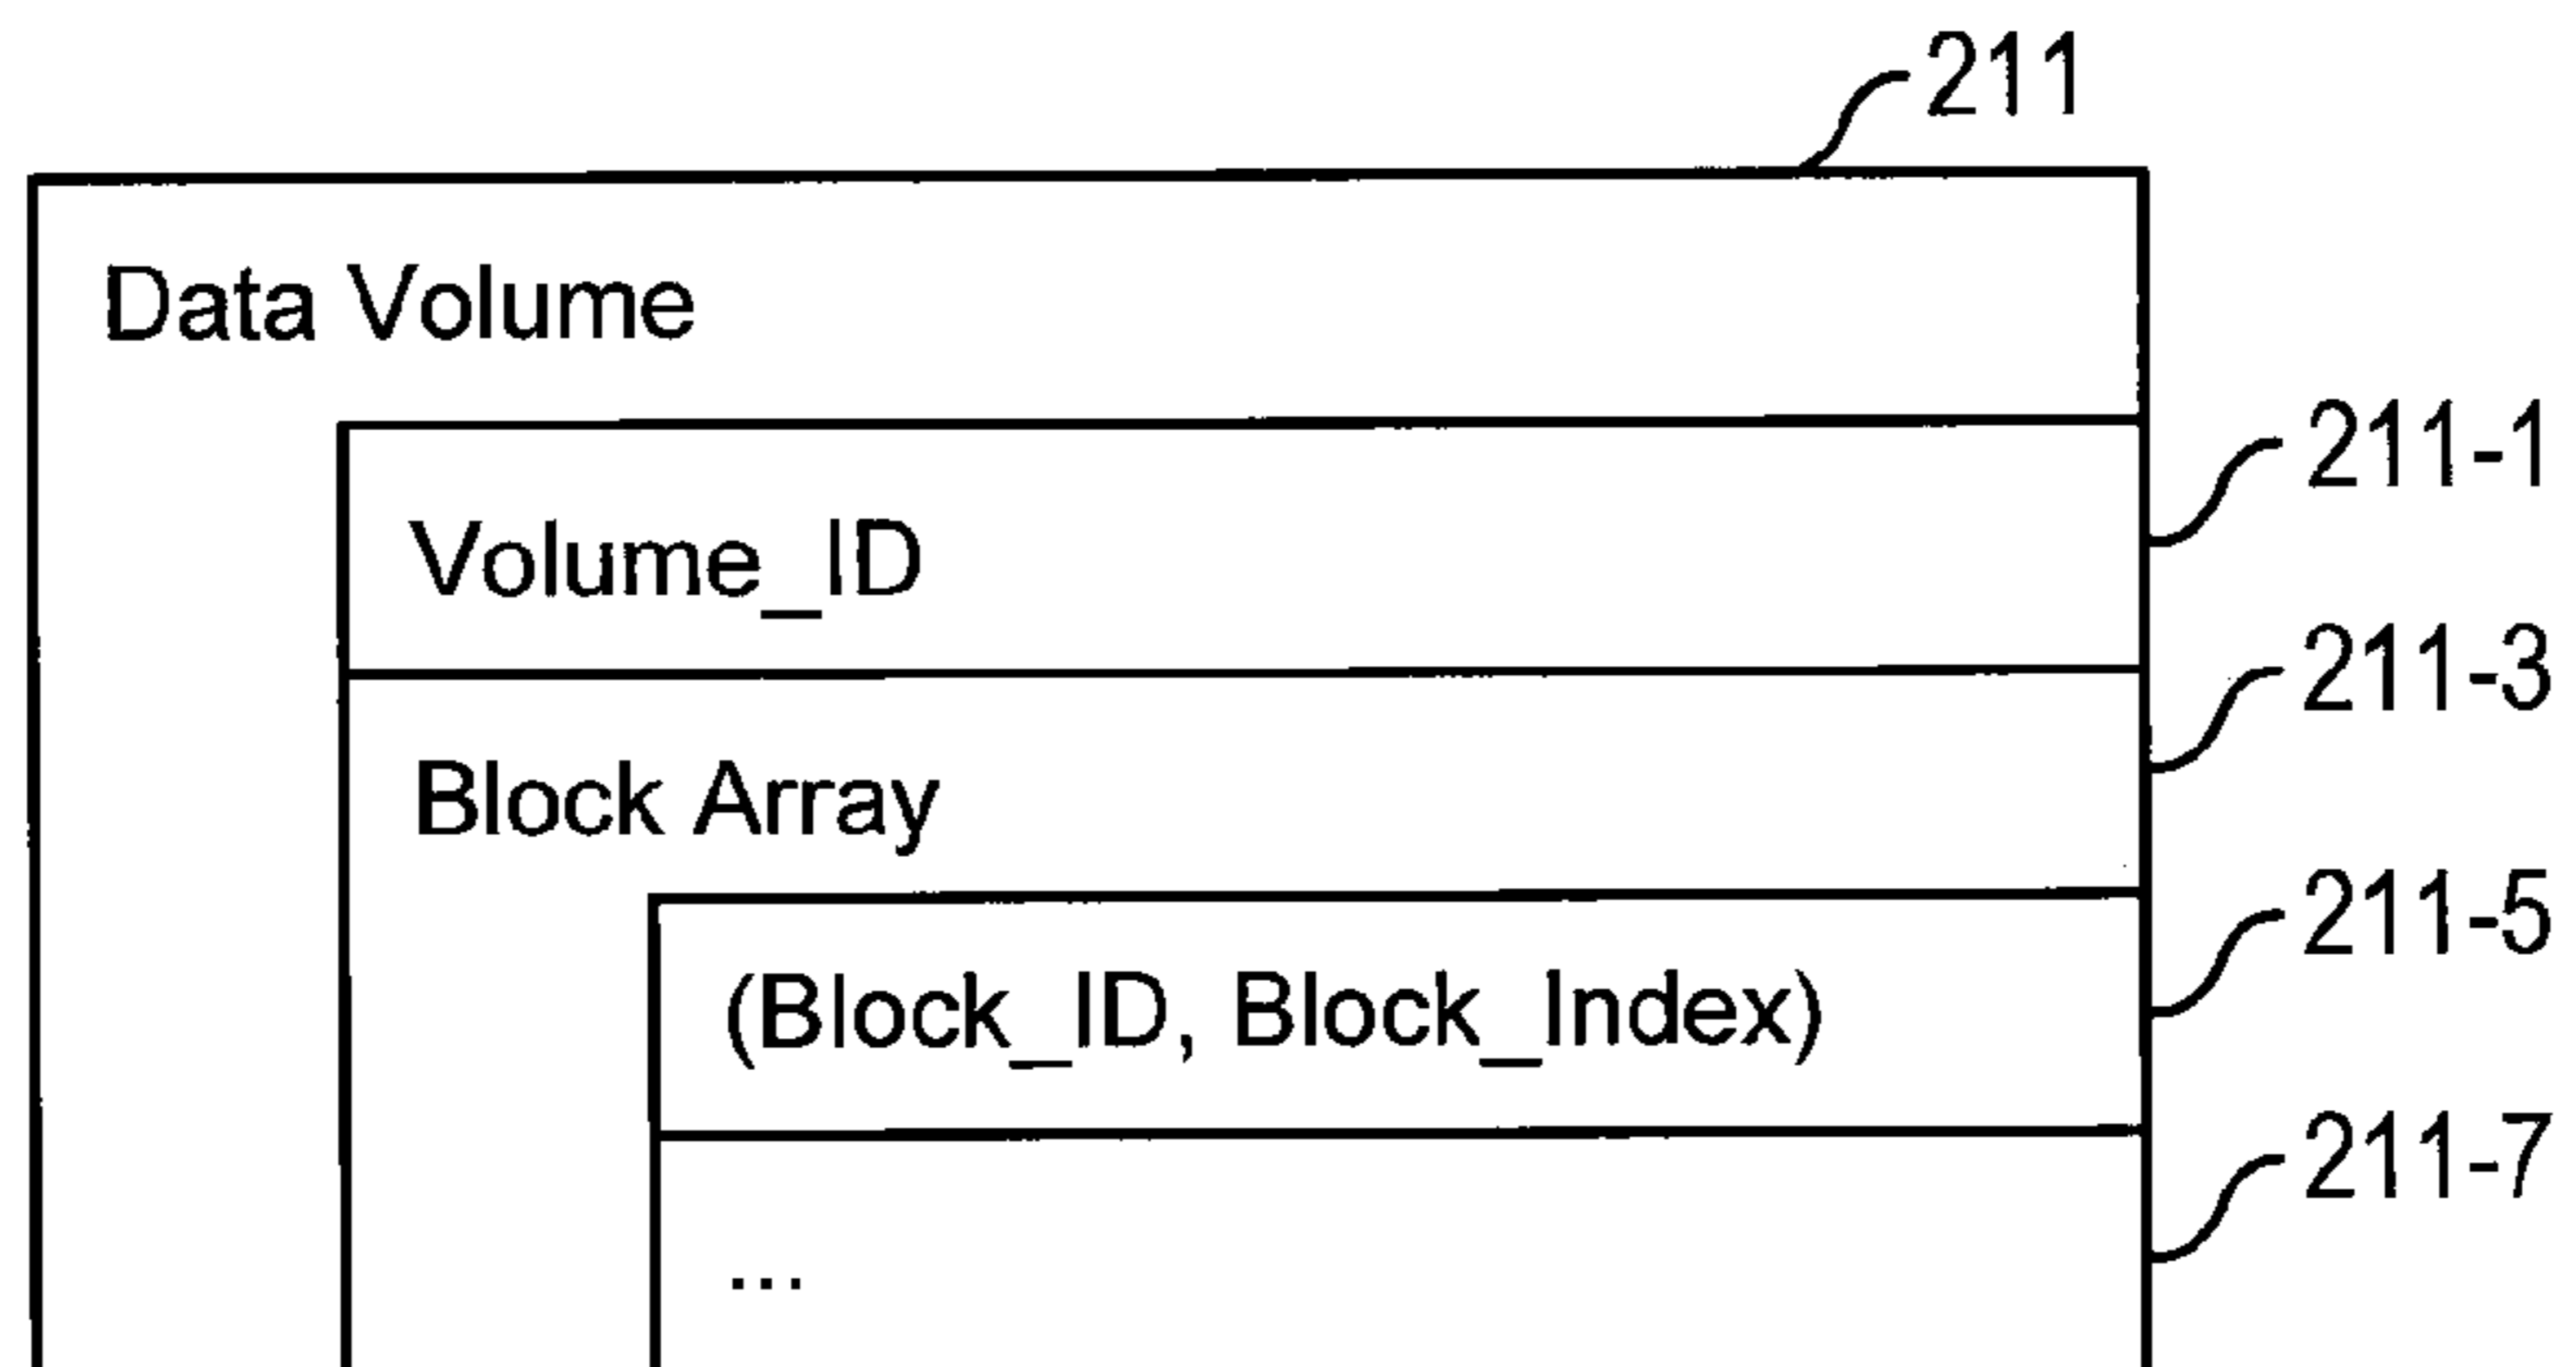 211
Data Volume
211-1
Volume_ID
211-3
Block Array
211-5
(Block_ID, Block_Index)
211-7
...